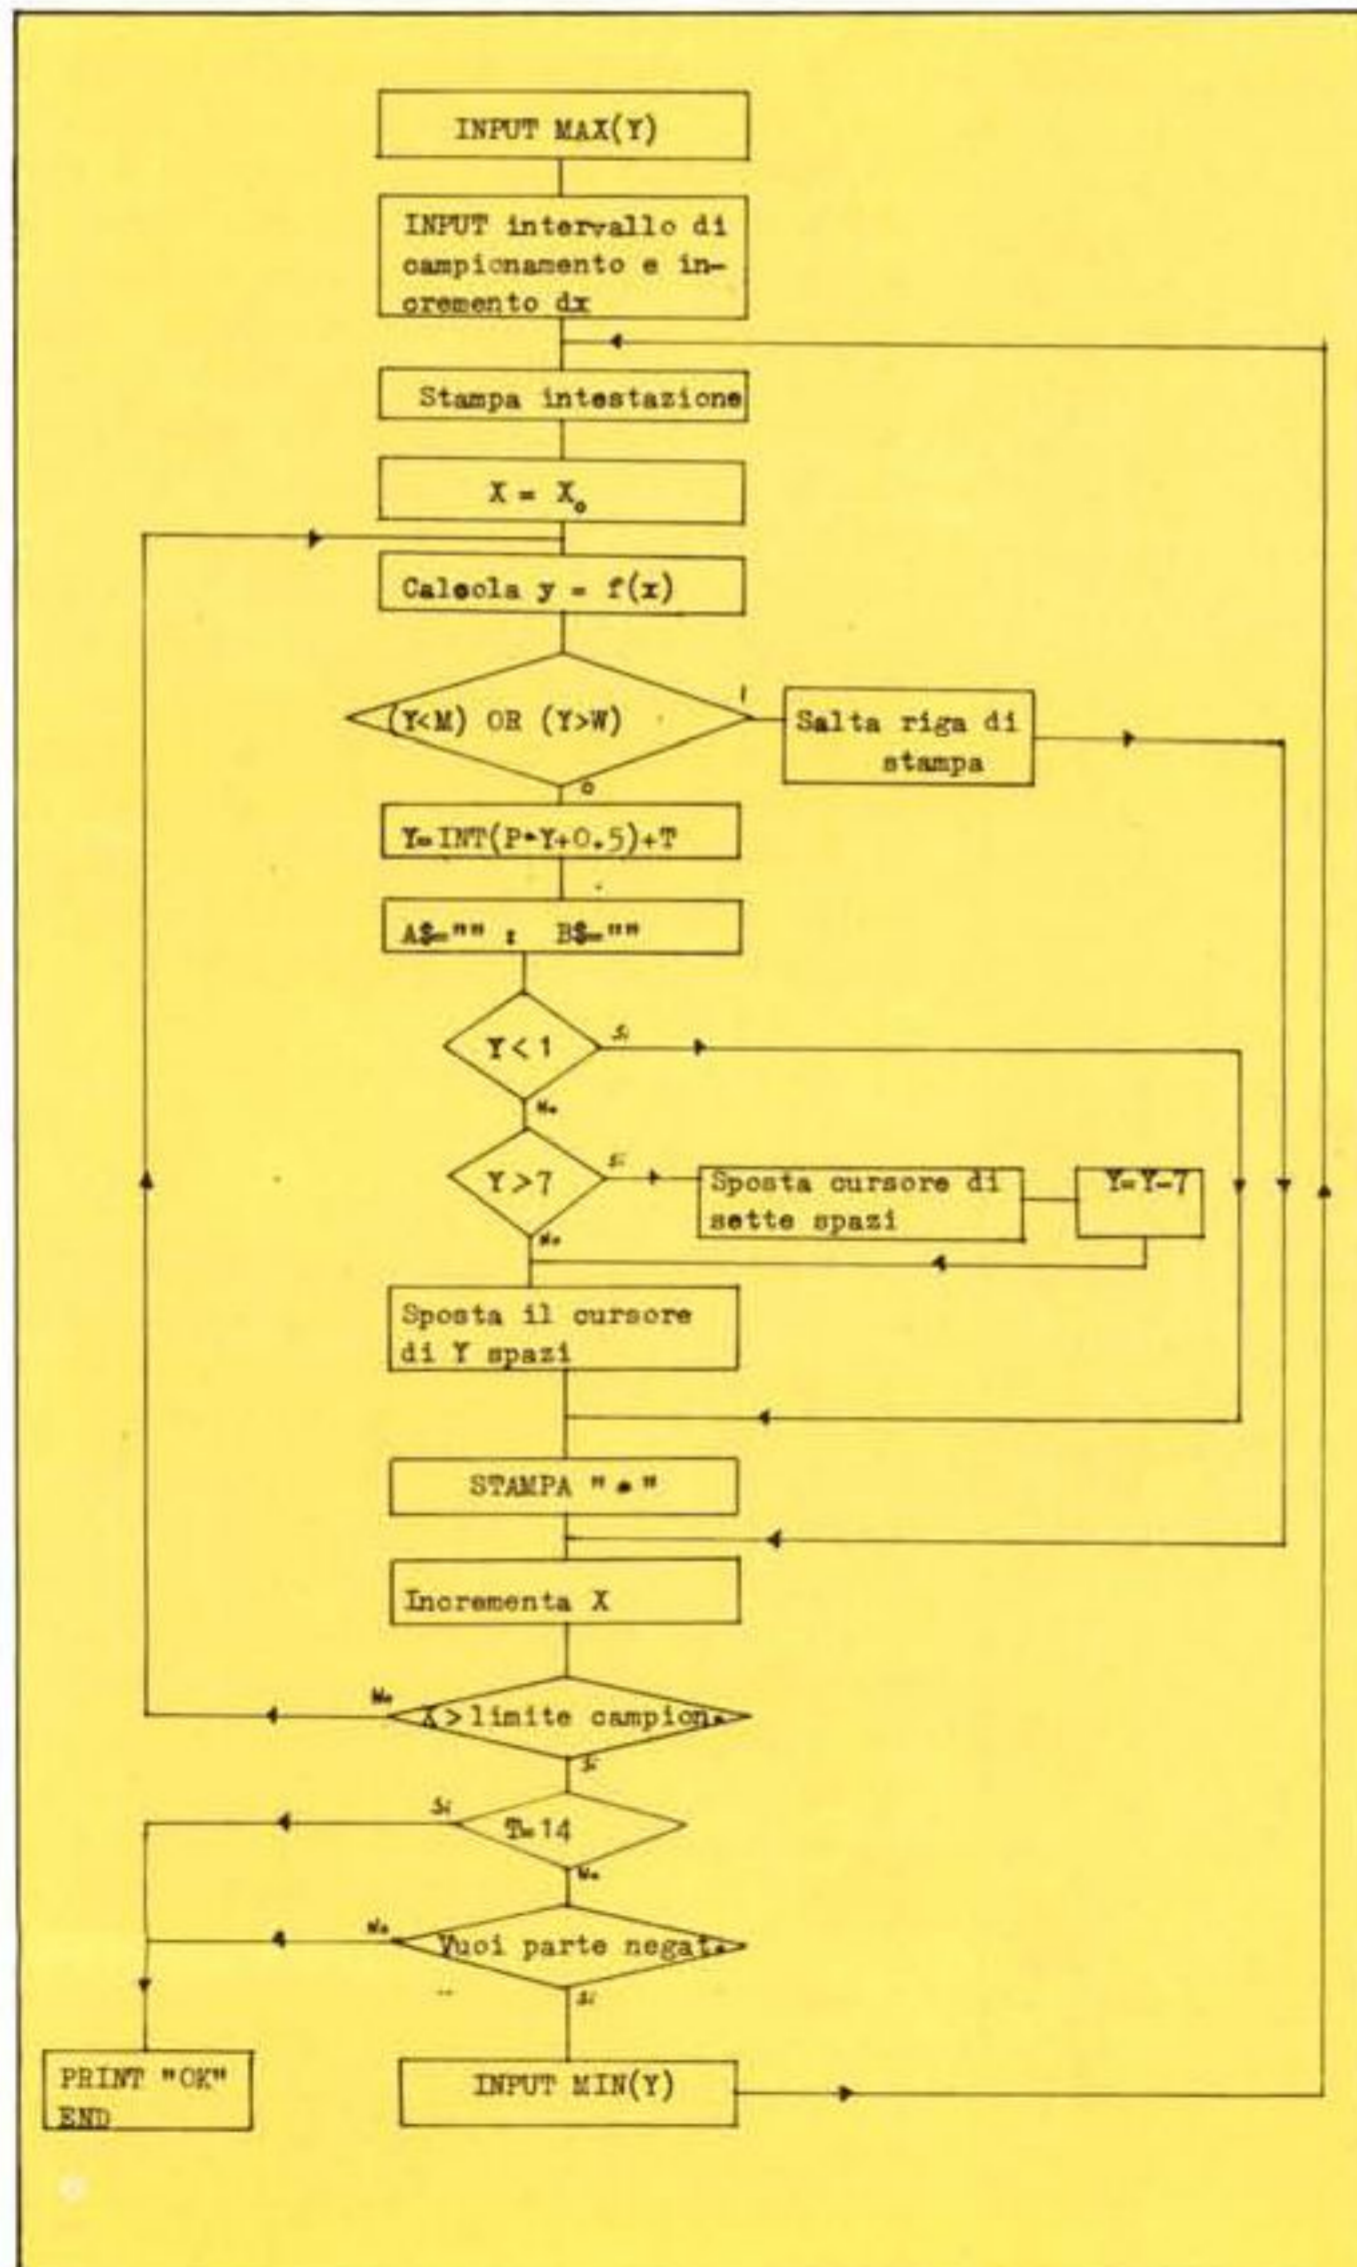 INPUT MAX(Y)
INPUT intervallo di
campionamento e in-
cremento dx
Stampa intestazione
X = X₀
Calcola y = f(x)
(Y<M) OR (Y>W)
1
Salta riga di
stampa
0
Y=INT(P*Y+0.5)+T
A$="" : B$=""
Y<1
Si
No
Y>7
Si
Sposta cursore di
sette spazi
Y=Y-7
No
Sposta il cursore
di Y spazi
STAMPA "*"
Incrementa X
No
X>limite campion.
Si
Si
T=14
No
No
Vuoi parte negat.
Si
PRINT "OK"
END
INPUT MIN(Y)